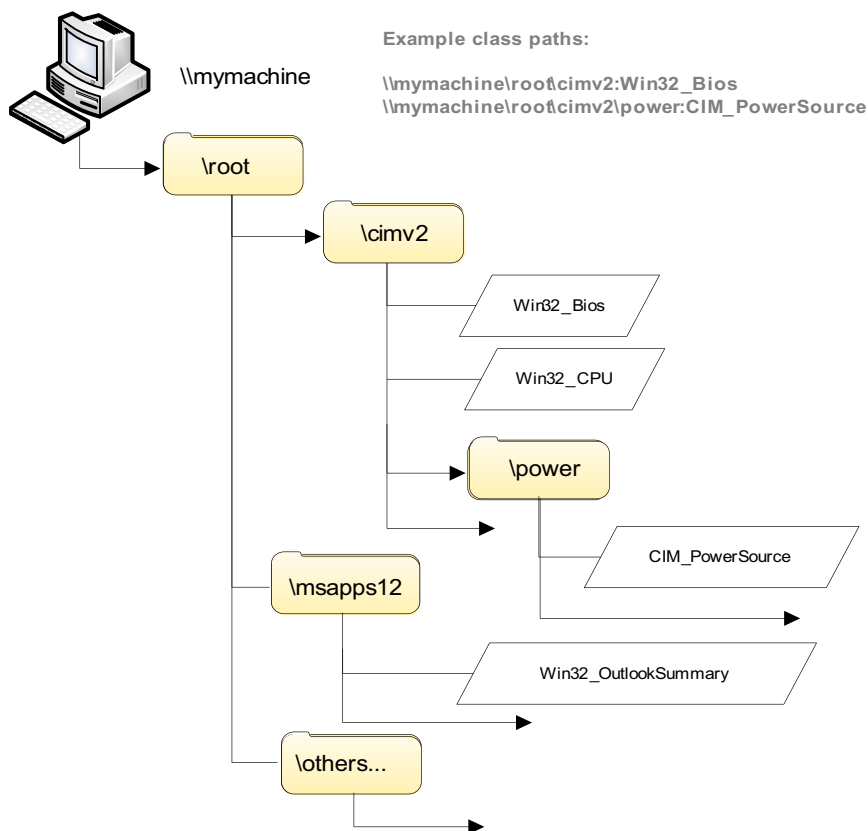 Example class paths:
\\mymachine
\\mymachine\root\cimv2:Win32_Bios
\\mymachine\root\cimv2\power:CIM_PowerSource
\root
\cimv2
Win32_Bios
Win32_CPU
\power
CIM_PowerSource
\msapps12
Win32_OutlookSummary
\others...